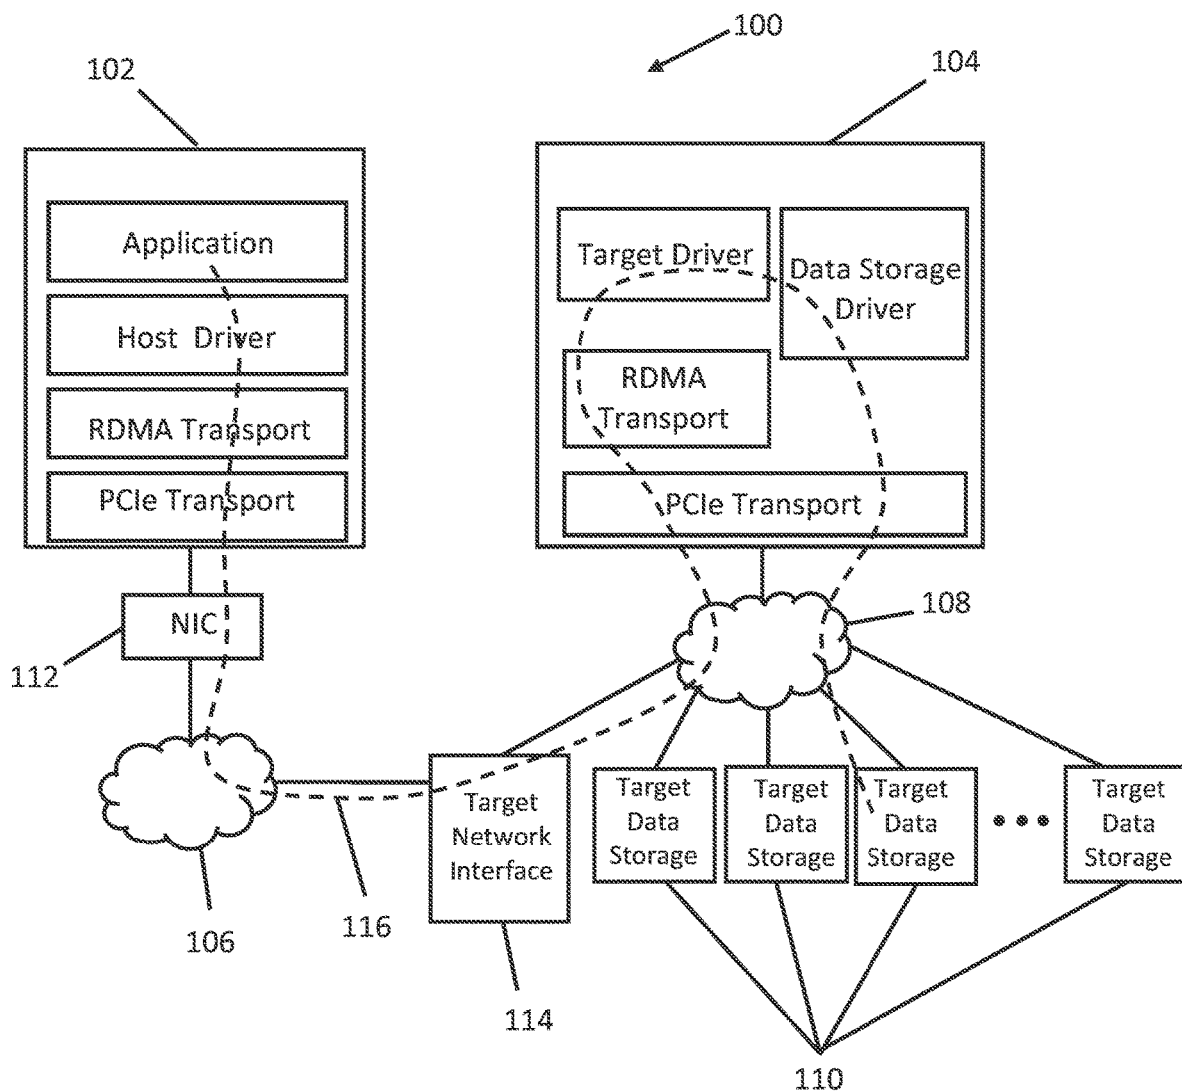 100
102
104
Application
Host Driver
RDMA Transport
PCIe Transport
Target Driver
Data Storage
Driver
RDMA
Transport
PCIe Transport
NIC
112
108
Target
Network
Interface
Target
Data
Storage
Target
Data
Storage
Target
Data
Storage
Target
Data
Storage
106
116
114
110